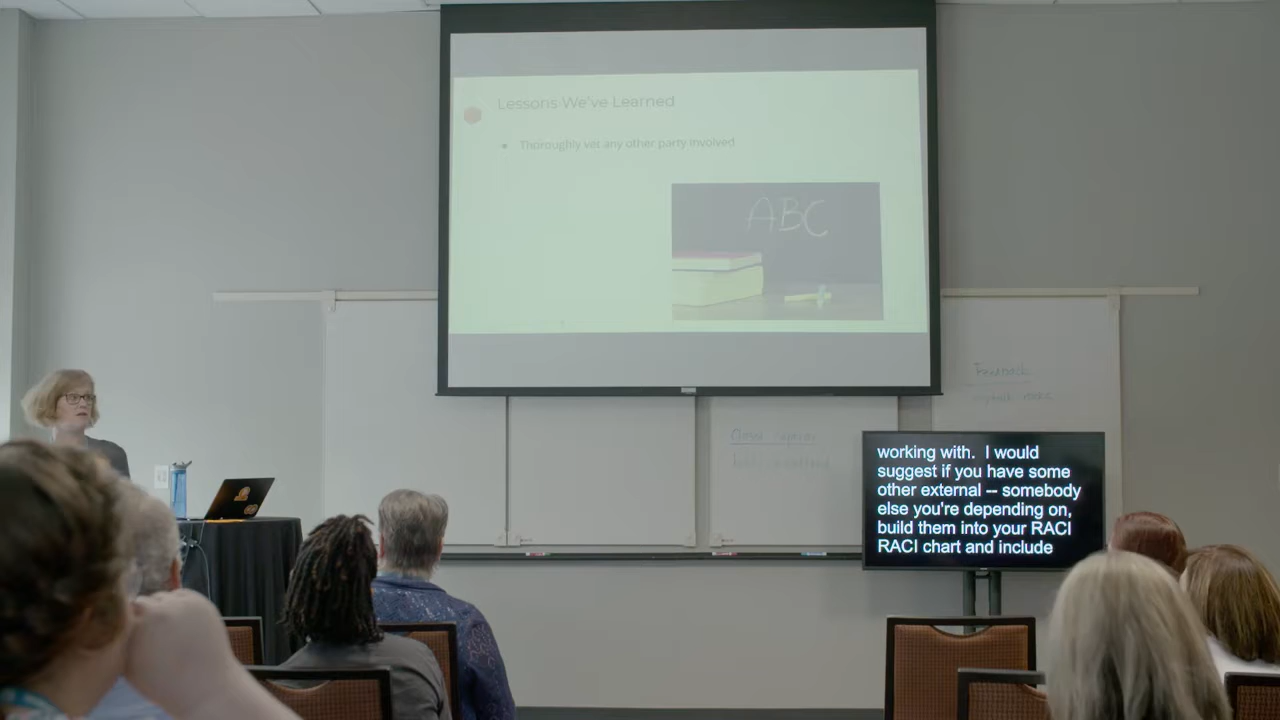 Lessons We've Learned
● Thoroughly vet any other party involved
ABC
Feedback
working with.  I would
suggest if you have some
other external -- somebody
else you're depending on,
build them into your RACI
RACI chart and include